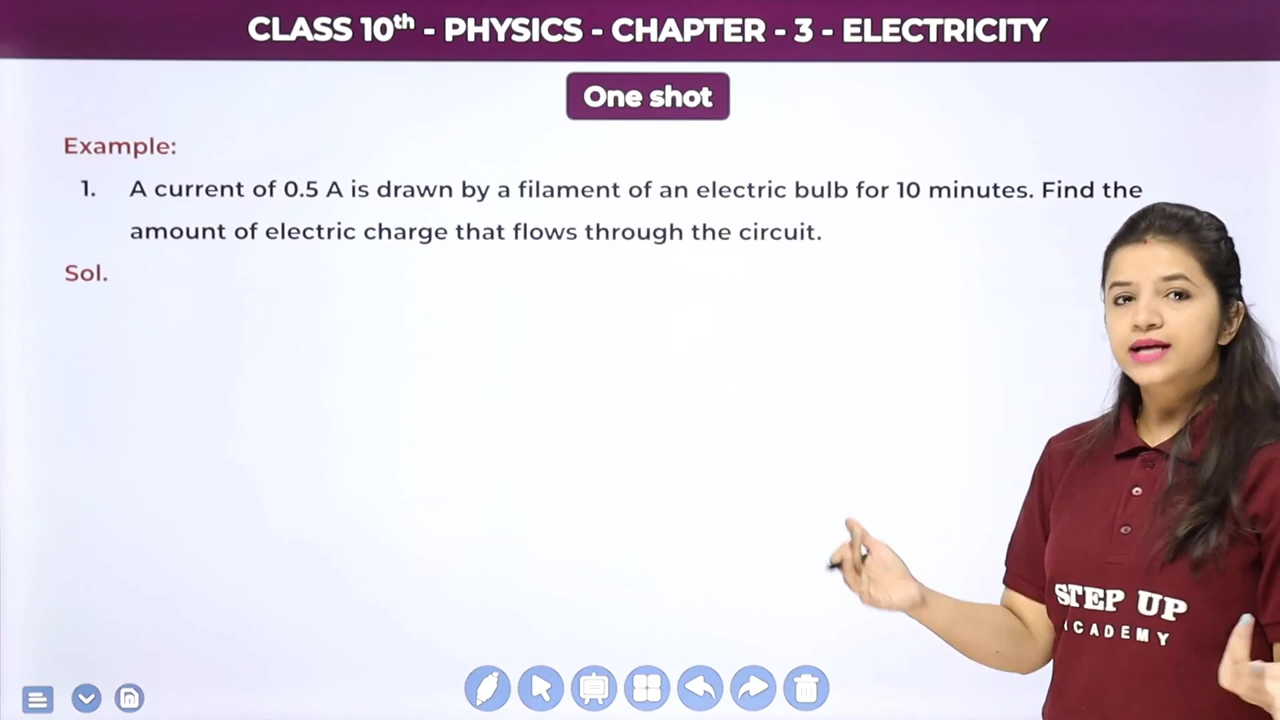 CLASS 10th - PHYSICS - CHAPTER - 3 - ELECTRICITY
One shot
Example:
1. A current of 0.5 A is drawn by a filament of an electric bulb for 10 minutes. Find the
amount of electric charge that flows through the circuit.
Sol.
STEP UP
ACADEMY